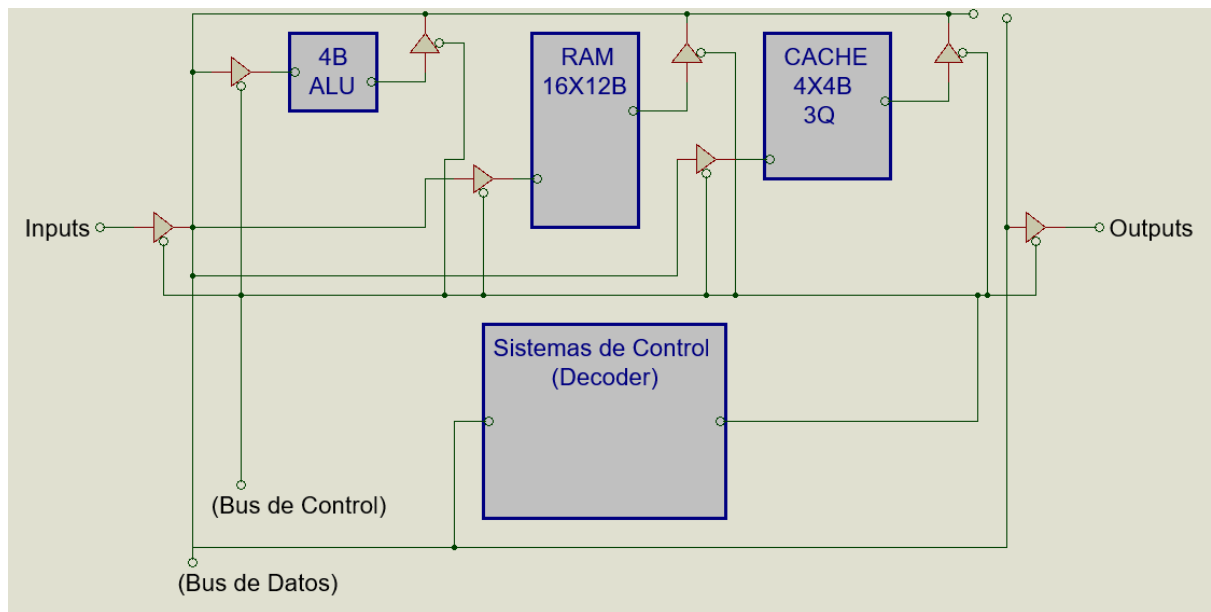 4B
ALU
RAM
16X12B
CACHE
4X4B
3Q
Inputs
Outputs
Sistemas de Control
(Decoder)
(Bus de Control)
(Bus de Datos)